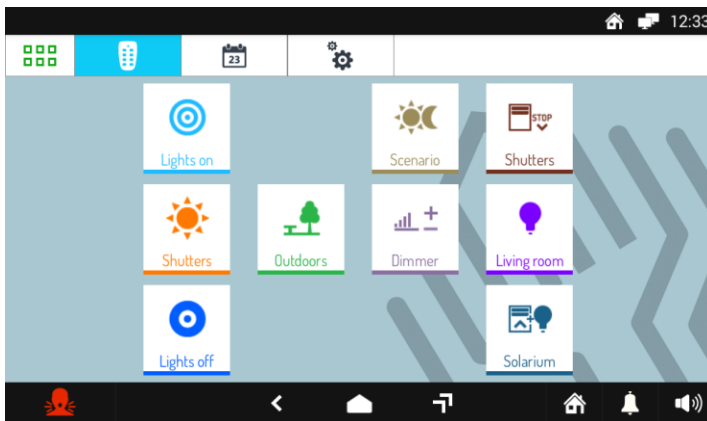 12:33
23
Lights on
Scenario
STOP
Shutters
Shutters
Outdoors
Dimmer
Living room
Lights off
Solarium